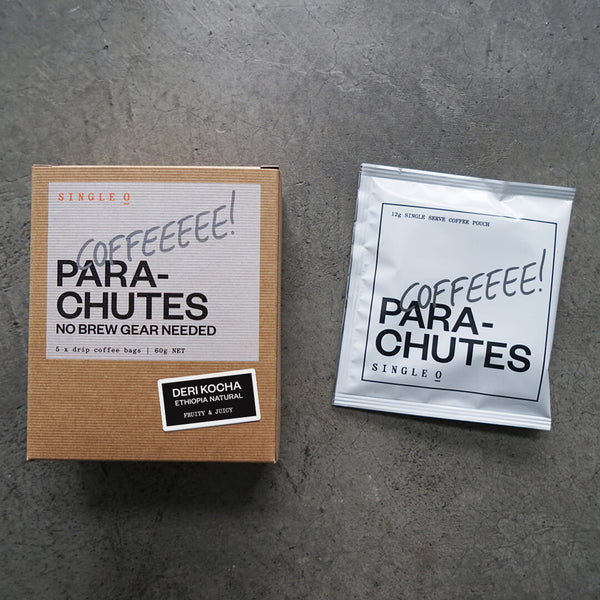 SINGLE O
COFFEEEEE!
PARA-
CHUTES
NO BREW GEAR NEEDED
5 x drip coffee bags | 60g NET
DERI KOCHA
ETHIOPIA NATURAL
FRUITY & JUICY
12g SINGLE SERVE COFFEE POUCH
COFFEEEE!
PARA-
CHUTES
SINGLE O